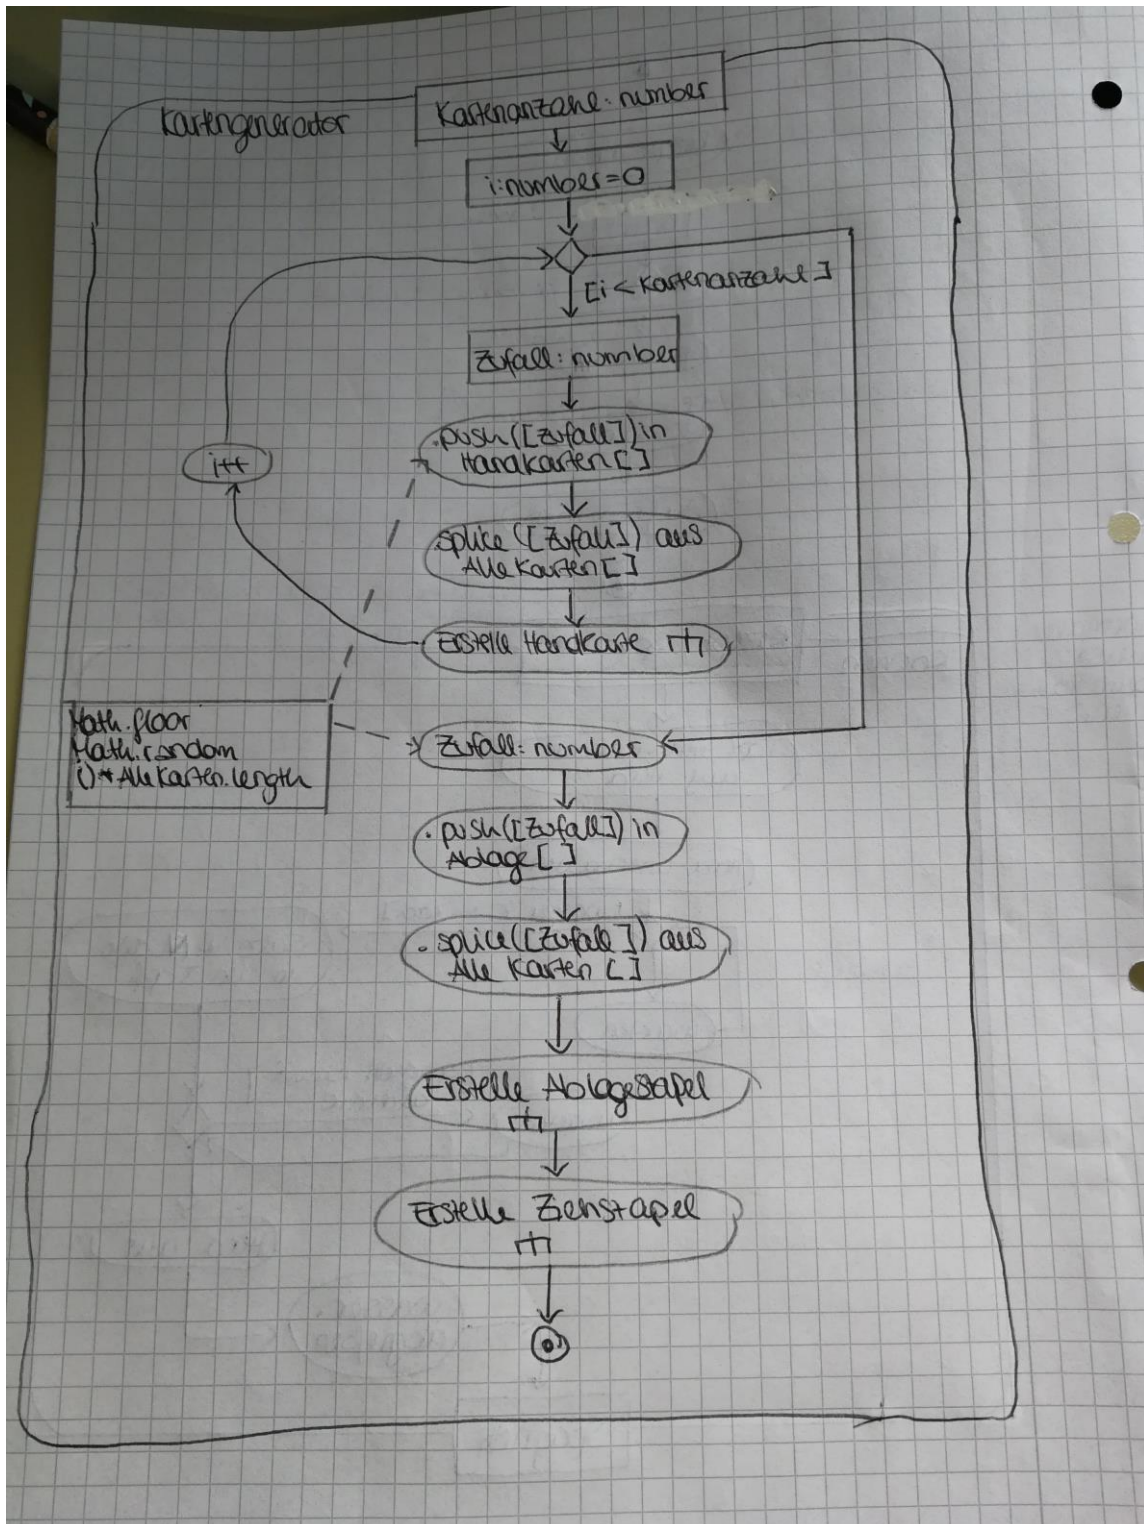 Kartengenerator
Kartenanzahl: number
i:number=0
[i < Kartenanzahl]
Zufall: number
.push([Zufall]) in
Handkarten[]
i++
.splice([Zufall]) aus
Alle Karten[]
Erstelle Handkarte
Math.floor
Math.random
()* Alle Karten.length
Zufall: number
.push([Zufall]) in
Ablage[]
.splice([Zufall]) aus
Alle Karten []
Erstelle Ablagestapel
Erstelle Ziehstapel